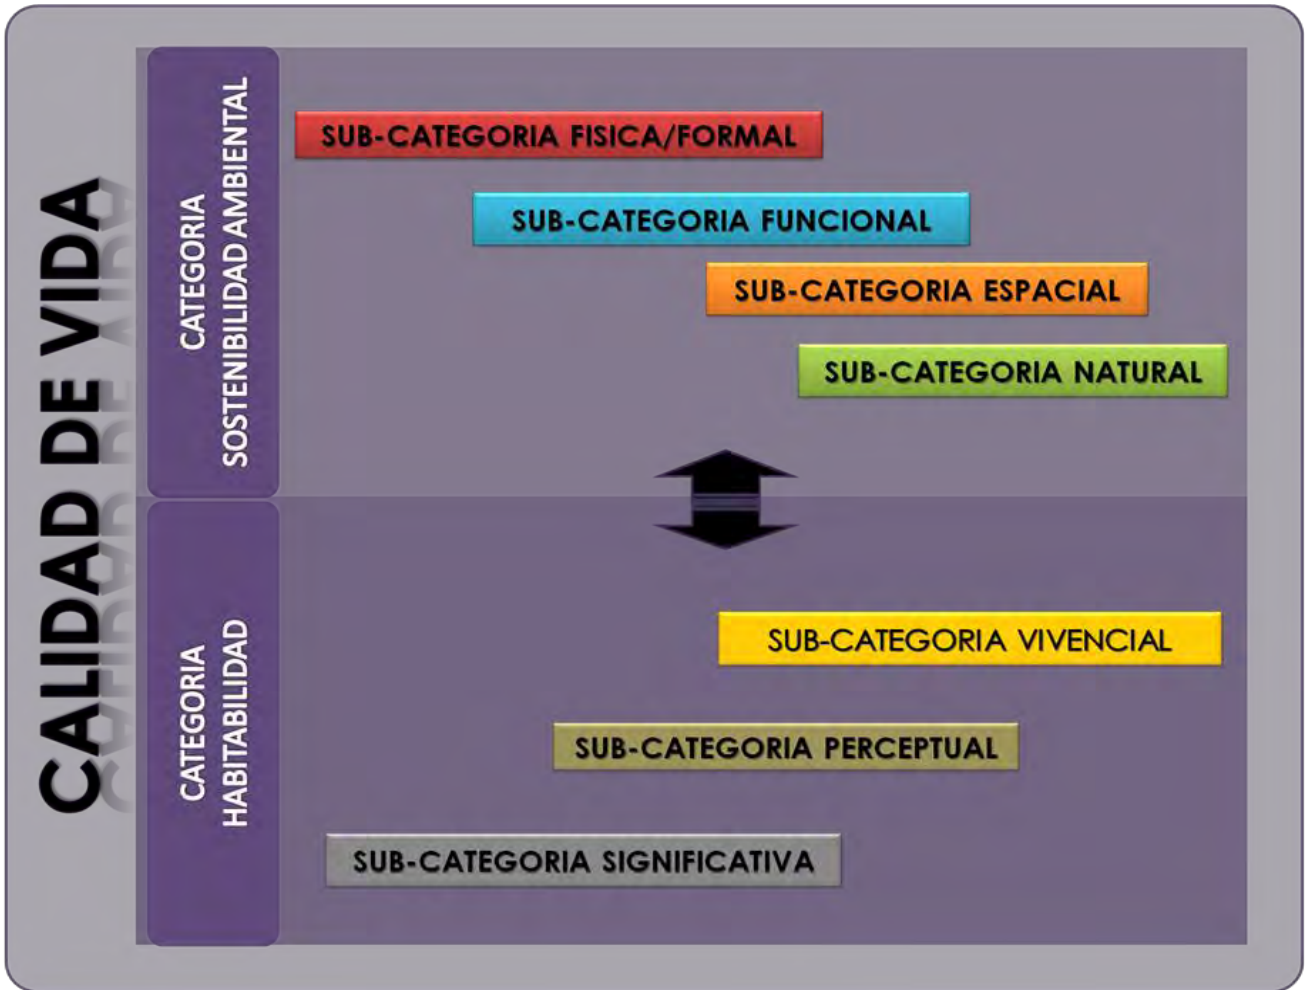 CALIDAD DE VIDA
CATEGORIA
SOSTENIBILIDAD AMBIENTAL
SUB-CATEGORIA FISICA/FORMAL
SUB-CATEGORIA FUNCIONAL
SUB-CATEGORIA ESPACIAL
SUB-CATEGORIA NATURAL
CATEGORIA
HABITABILIDAD
SUB-CATEGORIA VIVENCIAL
SUB-CATEGORIA PERCEPTUAL
SUB-CATEGORIA SIGNIFICATIVA